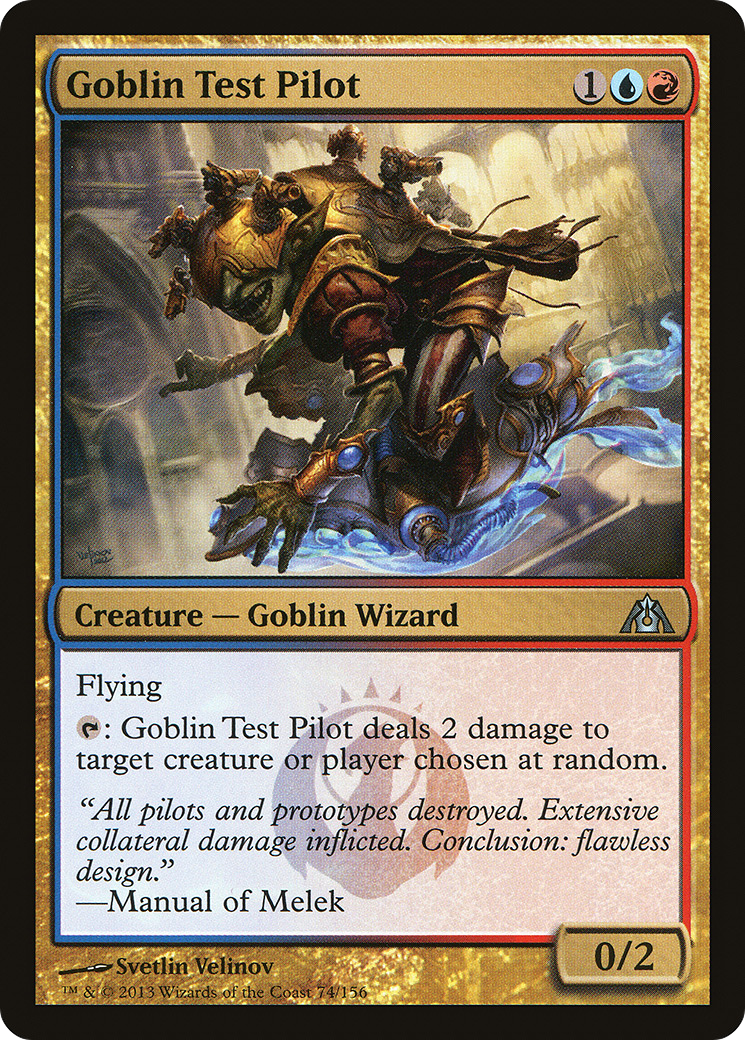 Goblin Test Pilot
1
Creature — Goblin Wizard
Flying
: Goblin Test Pilot deals 2 damage to
target creature or player chosen at random.
“All pilots and prototypes destroyed. Extensive
collateral damage inflicted. Conclusion: flawless
design.”
—Manual of Melek
0/2
Svetlin Velinov
™ & © 2013 Wizards of the Coast 74/156